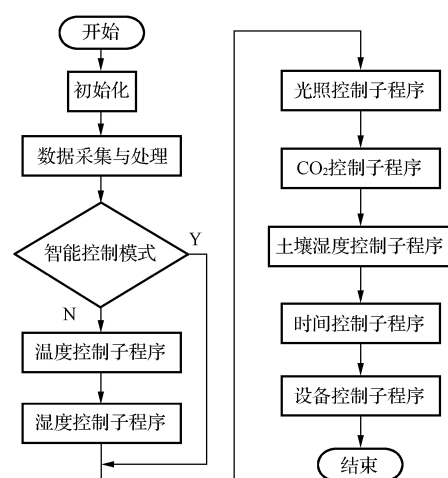 开始
初始化
数据采集与处理
智能控制模式
Y
N
温度控制子程序
湿度控制子程序
光照控制子程序
CO₂控制子程序
土壤湿度控制子程序
时间控制子程序
设备控制子程序
结束